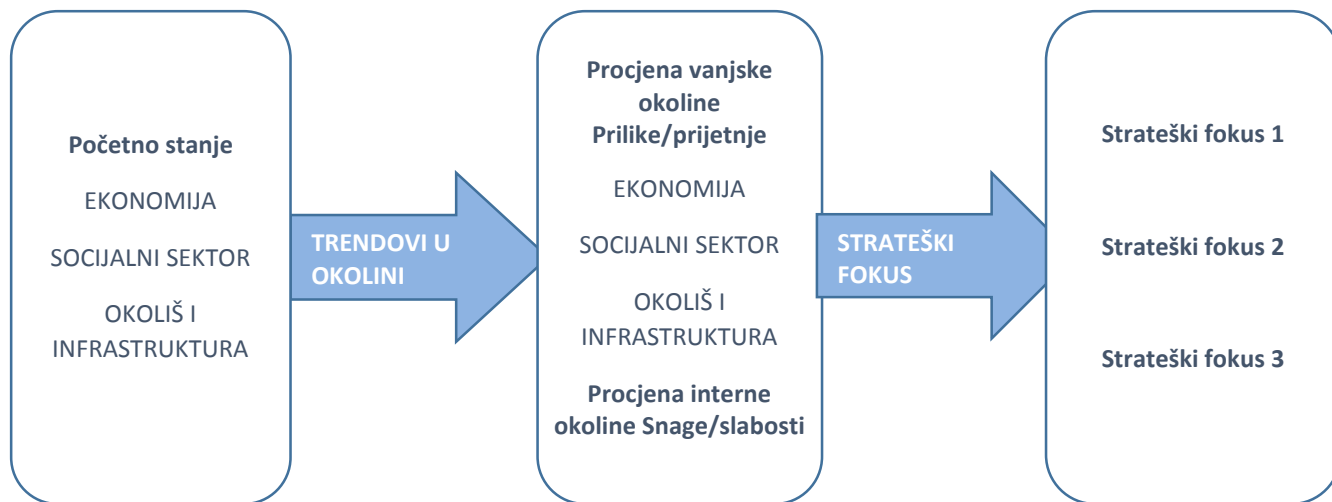 Početno stanje
EKONOMIJA
SOCIJALNI SEKTOR
OKOLIŠ I
INFRASTRUKTURA
TRENDOVI U
OKOLINI
Procjena vanjske
okoline
Prilike/prijetnje
EKONOMIJA
SOCIJALNI SEKTOR
OKOLIŠ I
INFRASTRUKTURA
Procjena interne
okoline Snage/slabosti
STRATEŠKI
FOKUS
Strateški fokus 1
Strateški fokus 2
Strateški fokus 3